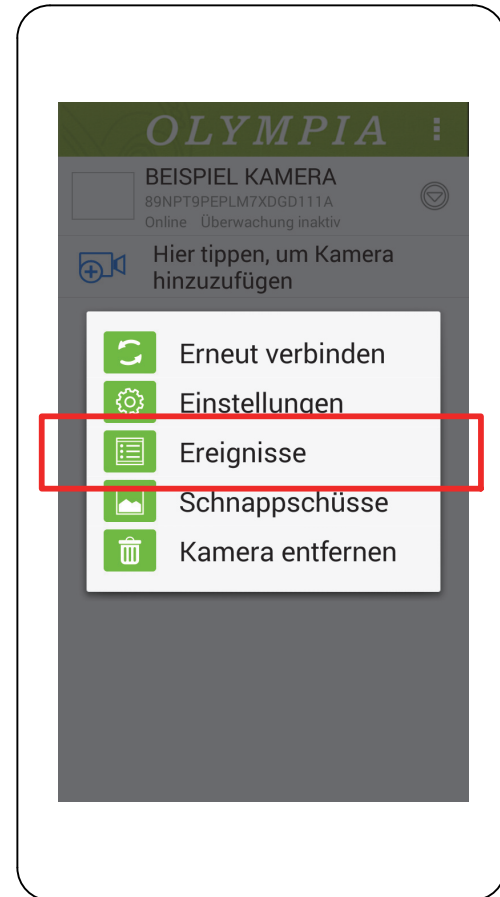 OLYMPIA
BEISPIEL KAMERA
89NPT9PEPLM7XDGD111A
Online Überwachung inaktiv
Hier tippen, um Kamera
hinzuzufügen
Erneut verbinden
Einstellungen
Ereignisse
Schnappschüsse
Kamera entfernen